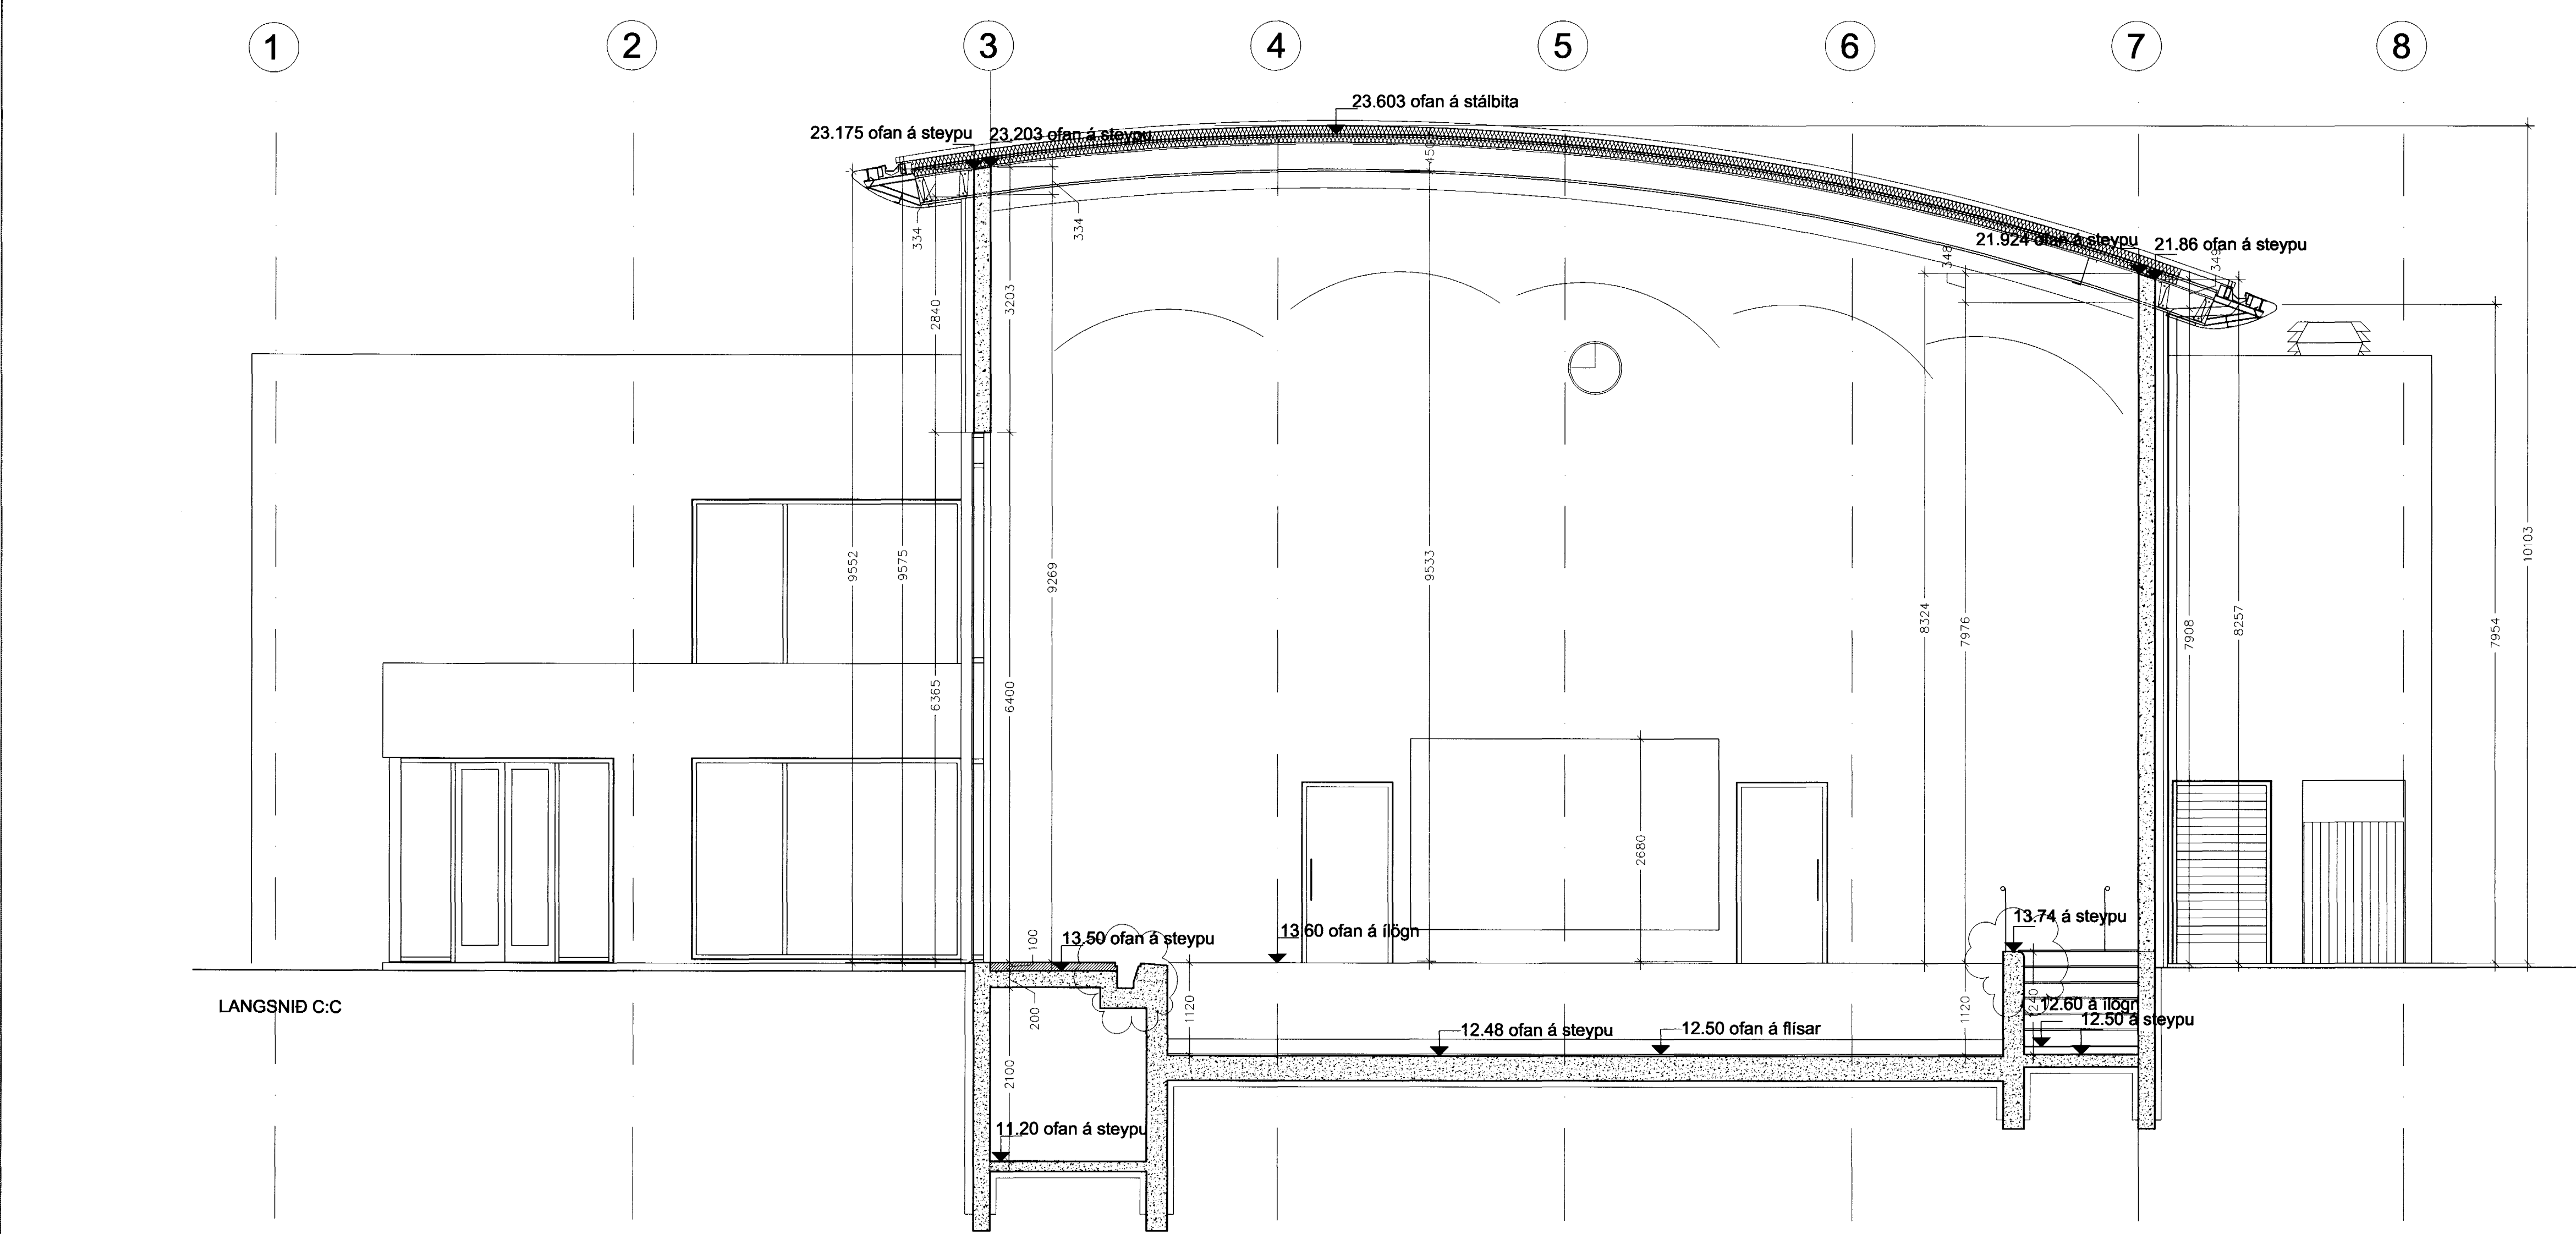 1 2 3 4 5 6 7 8
23.603 ofan á stálbita
23.175 ofan á steypu
23.203 ofan á steypu
450
334
334
21.924 ofan á steypu
21.86 ofan á steypu
348
349
2840
3203
9552
9575
9269
9533
10103
8324
7976
7908
8257
7954
6365
6400
2680
13.74 á steypu
13.60 ofan á ílögn
13.50 ofan á steypu
100
LANGSNIÐ C:C
200
1120
1120
1240
12.60 á ílögn
12.50 á steypu
12.48 ofan á steypu
12.50 ofan á flísar
2100
11.20 ofan á steypu